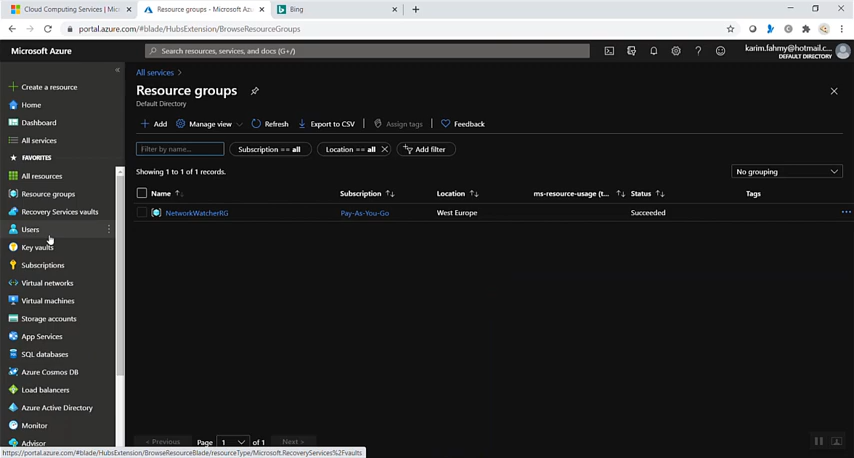 Cloud Computing Services | Micr
Resource groups - Microsoft Azu
Bing
portal.azure.com/#blade/HubsExtension/BrowseResourceGroups
Microsoft Azure
Search resources, services, and docs (G+/)
karim.fahmy@hotmail.c...
DEFAULT DIRECTORY
Create a resource
Home
Dashboard
All services
FAVORITES
All resources
Resource groups
Recovery Services vaults
Users
Key vaults
Subscriptions
Virtual networks
Virtual machines
Storage accounts
App Services
SQL databases
Azure Cosmos DB
Load balancers
Azure Active Directory
Monitor
Advisor
All services >
Resource groups
Default Directory
+ Add Manage view Refresh Export to CSV Assign tags Feedback
Filter by name... Subscription == all Location == all Add filter
Showing 1 to 1 of 1 records.
No grouping
Name Subscription Location ms-resource-usage (t... Status Tags
NetworkWatcherRG Pay-As-You-Go West Europe Succeeded ...
< Previous Page 1 of 1 Next >
https://portal.azure.com/#blade/HubsExtension/BrowseResourceBlade/resourceType/Microsoft.RecoveryServices%2Fvaults